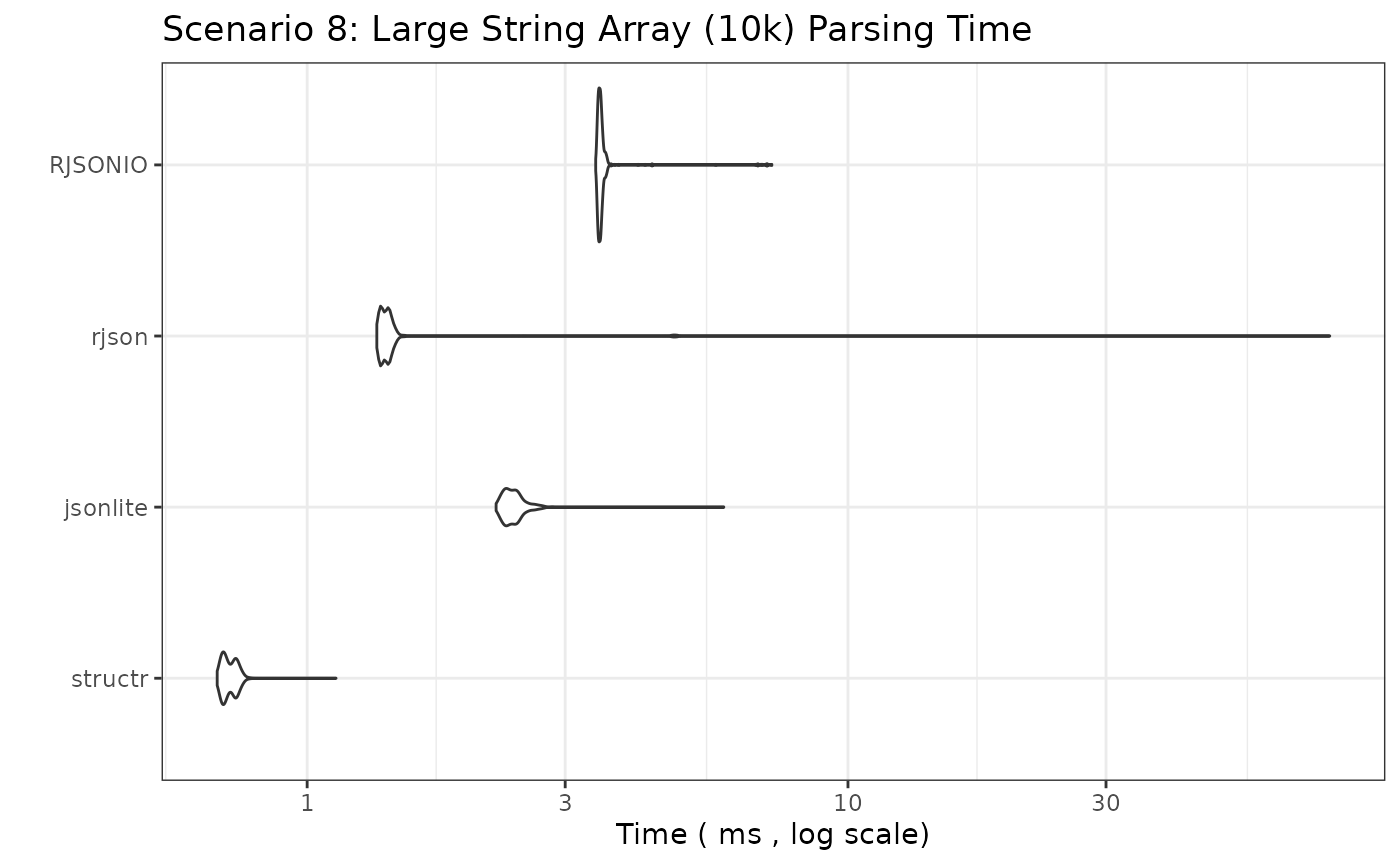 Scenario 8: Large String Array (10k) Parsing Time
RJSONIO
rjson
jsonlite
structr
1 3 10 30
Time ( ms , log scale)